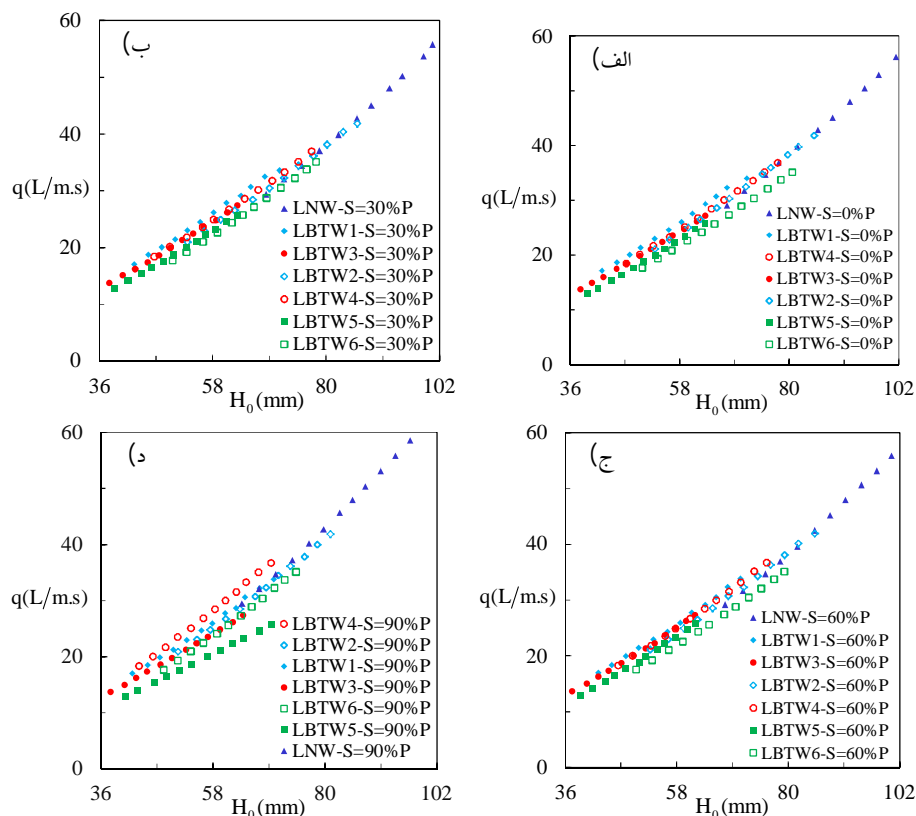 ب)
60
40
q(L/m.s)
20
0
36 58 80 102
H0(mm)
LNW-S=30%P
LBTW1-S=30%P
LBTW3-S=30%P
LBTW2-S=30%P
LBTW4-S=30%P
LBTW5-S=30%P
LBTW6-S=30%P
الف)
60
40
q(L/m.s)
20
0
36 58 80 102
H0(mm)
LNW-S=0%P
LBTW1-S=0%P
LBTW4-S=0%P
LBTW3-S=0%P
LBTW2-S=0%P
LBTW5-S=0%P
LBTW6-S=0%P
د)
60
40
q(L/m.s)
20
0
36 58 80 102
H0(mm)
LBTW4-S=90%P
LBTW2-S=90%P
LBTW1-S=90%P
LBTW3-S=90%P
LBTW6-S=90%P
LBTW5-S=90%P
LNW-S=90%P
ج)
60
40
q(L/m.s)
20
0
36 58 80 102
H0(mm)
LNW-S=60%P
LBTW1-S=60%P
LBTW3-S=60%P
LBTW2-S=60%P
LBTW4-S=60%P
LBTW5-S=60%P
LBTW6-S=60%P